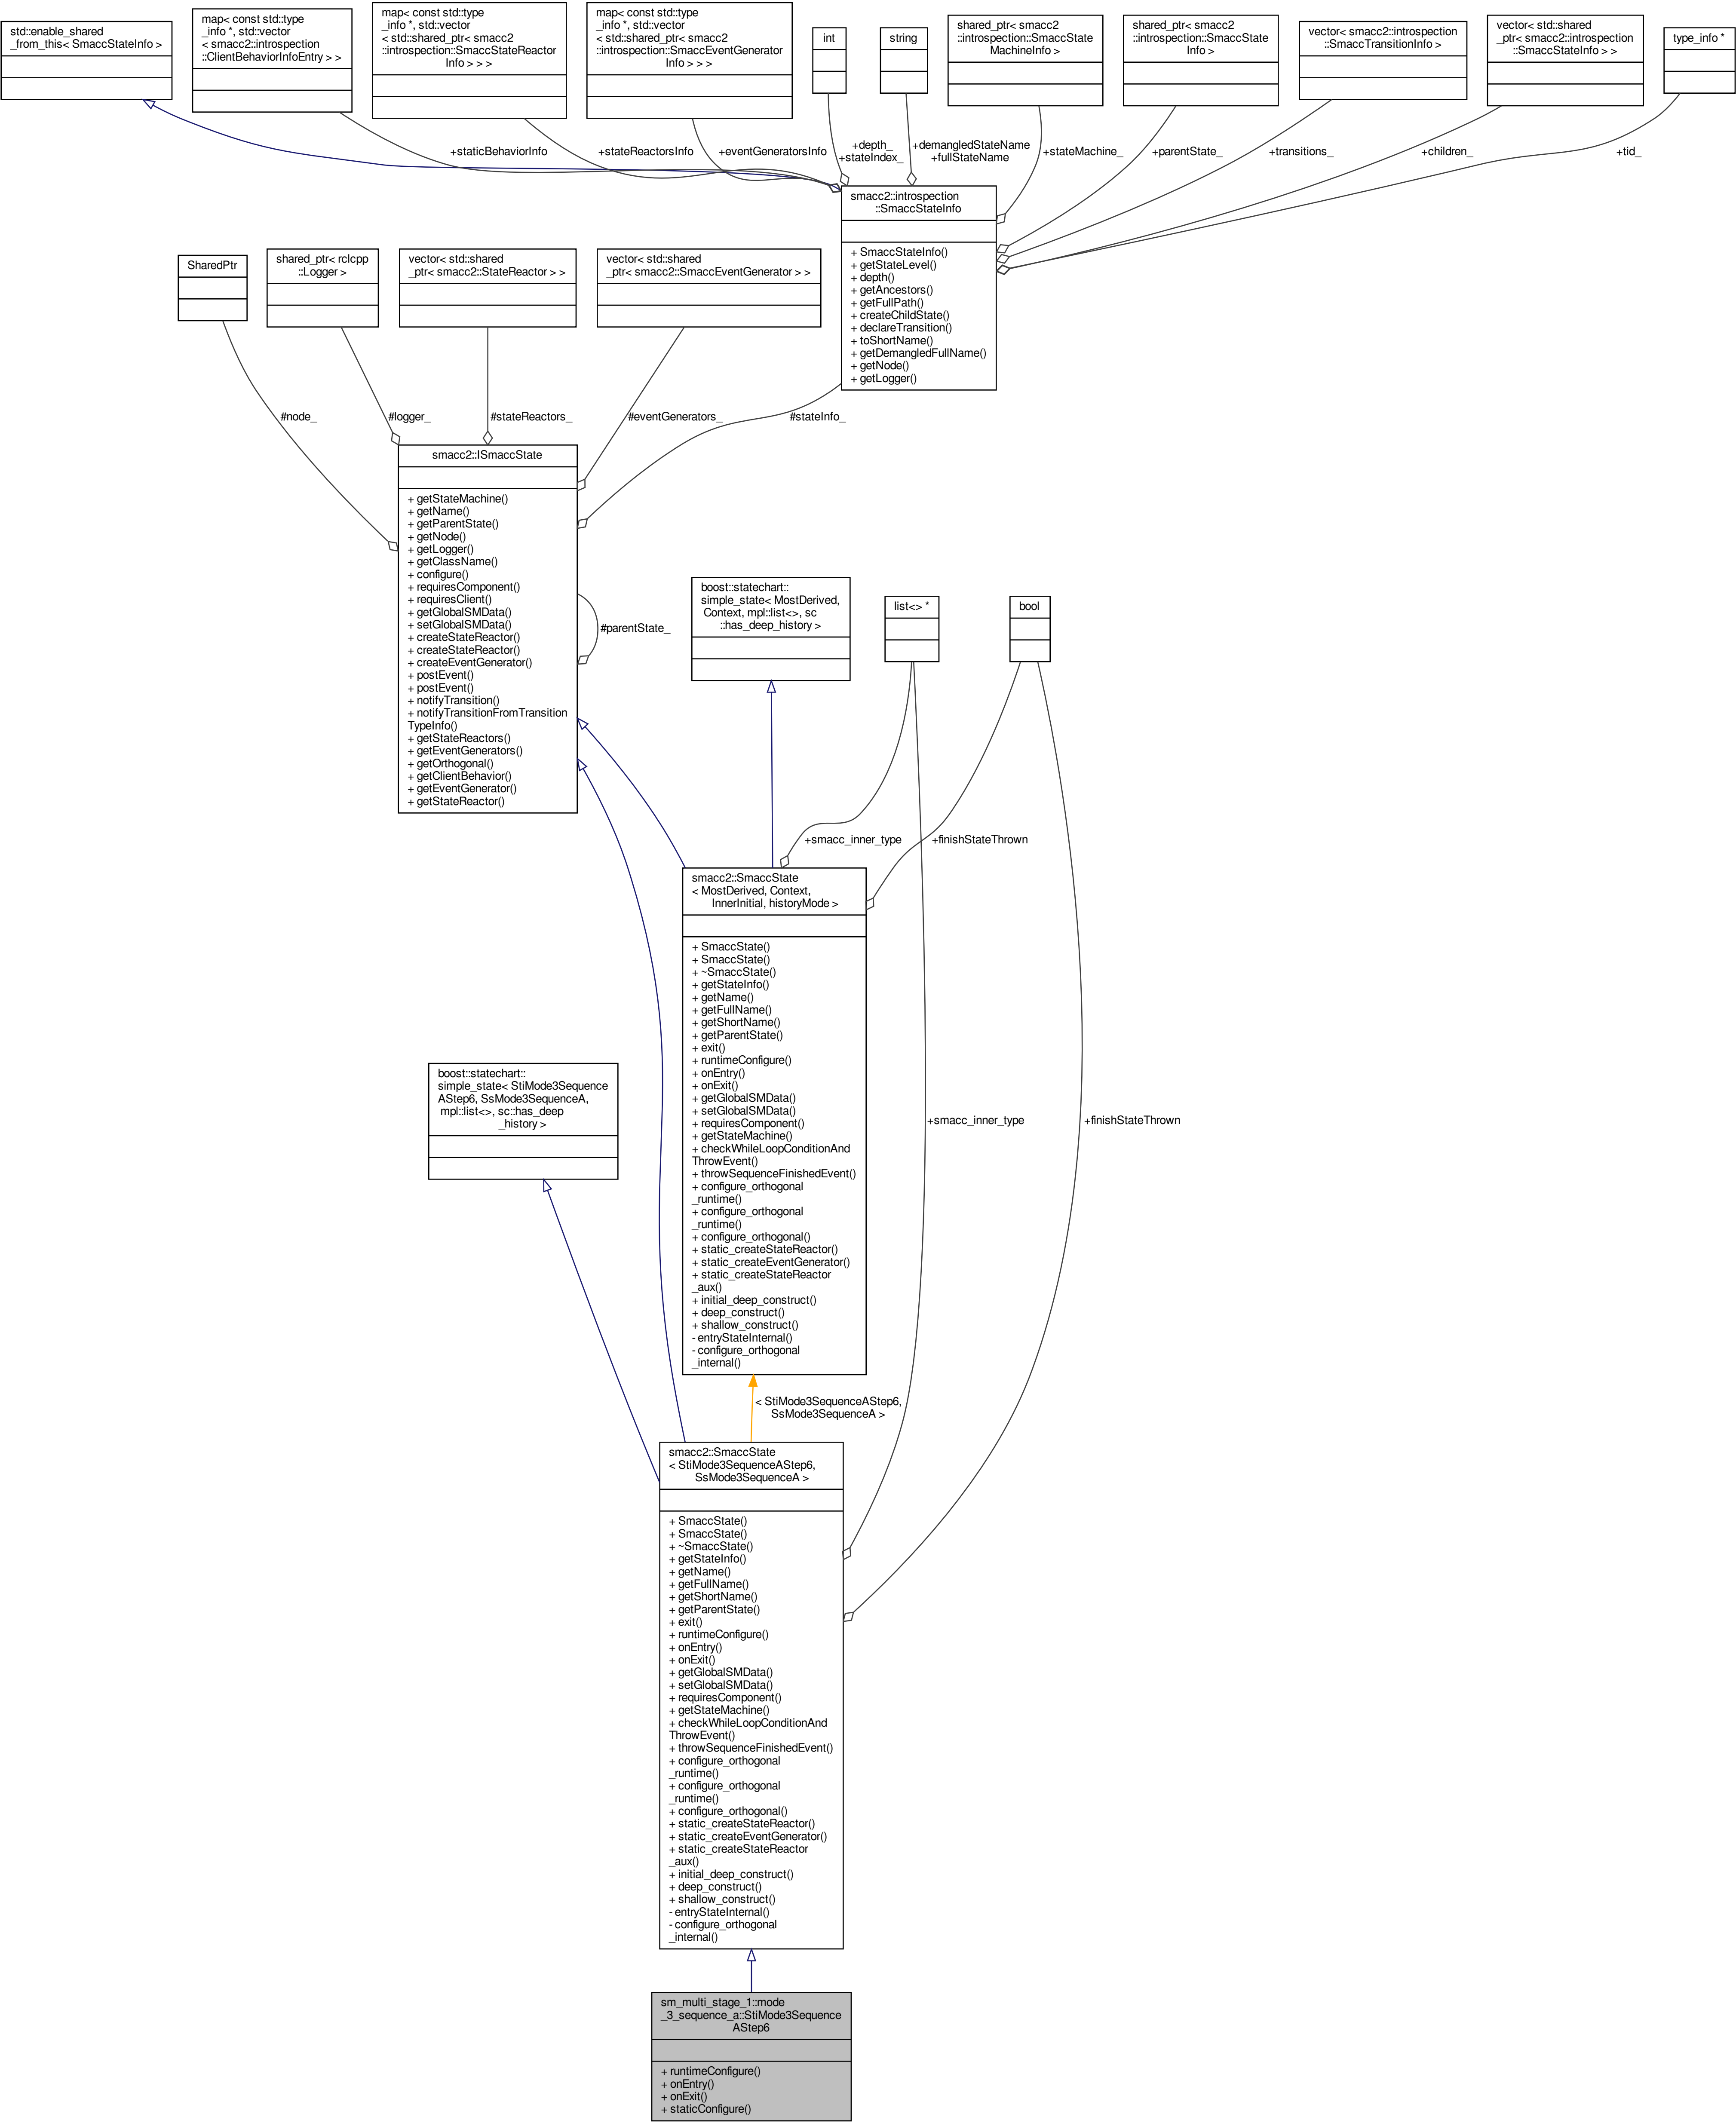 std::enable_shared
_from_this< SmaccStateInfo >
map< const std::type
_info *, std::vector
< smacc2::introspection
::ClientBehaviorInfoEntry > >
map< const std::type
_info *, std::vector
< std::shared_ptr< smacc2
::introspection::SmaccStateReactor
Info > > >
map< const std::type
_info *, std::vector
< std::shared_ptr< smacc2
::introspection::SmaccEventGenerator
Info > > >
int
string
shared_ptr< smacc2
::introspection::SmaccState
MachineInfo >
shared_ptr< smacc2
::introspection::SmaccState
Info >
vector< smacc2::introspection
::SmaccTransitionInfo >
vector< std::shared
_ptr< smacc2::introspection
::SmaccStateInfo > >
type_info *
+staticBehaviorInfo
+stateReactorsInfo
+eventGeneratorsInfo
+depth_
+stateIndex_
+demangledStateName
+fullStateName
+stateMachine_
+parentState_
+transitions_
+children_
+tid_
smacc2::introspection
::SmaccStateInfo
+ SmaccStateInfo()
+ getStateLevel()
+ depth()
+ getAncestors()
+ getFullPath()
+ createChildState()
+ declareTransition()
+ toShortName()
+ getDemangledFullName()
+ getNode()
+ getLogger()
SharedPtr
shared_ptr< rclcpp
::Logger >
vector< std::shared
_ptr< smacc2::StateReactor > >
vector< std::shared
_ptr< smacc2::SmaccEventGenerator > >
#node_
#logger_
#stateReactors_
#eventGenerators_
#stateInfo_
smacc2::ISmaccState
+ getStateMachine()
+ getName()
+ getParentState()
+ getNode()
+ getLogger()
+ getClassName()
+ configure()
+ requiresComponent()
+ requiresClient()
+ getGlobalSMData()
+ setGlobalSMData()
+ createStateReactor()
+ createStateReactor()
+ createEventGenerator()
+ postEvent()
+ postEvent()
+ notifyTransition()
+ notifyTransitionFromTransition
TypeInfo()
+ getStateReactors()
+ getEventGenerators()
+ getOrthogonal()
+ getClientBehavior()
+ getEventGenerator()
+ getStateReactor()
#parentState_
boost::statechart::
simple_state< MostDerived,
Context, mpl::list<>, sc
::has_deep_history >
list<> *
bool
+smacc_inner_type
+finishStateThrown
smacc2::SmaccState
< MostDerived, Context,
InnerInitial, historyMode >
+ SmaccState()
+ SmaccState()
+ ~SmaccState()
+ getStateInfo()
+ getName()
+ getFullName()
+ getShortName()
+ getParentState()
+ exit()
+ runtimeConfigure()
+ onEntry()
+ onExit()
+ getGlobalSMData()
+ setGlobalSMData()
+ requiresComponent()
+ getStateMachine()
+ checkWhileLoopConditionAnd
ThrowEvent()
+ throwSequenceFinishedEvent()
+ configure_orthogonal
_runtime()
+ configure_orthogonal
_runtime()
+ configure_orthogonal()
+ static_createStateReactor()
+ static_createEventGenerator()
+ static_createStateReactor
_aux()
+ initial_deep_construct()
+ deep_construct()
+ shallow_construct()
- entryStateInternal()
- configure_orthogonal
_internal()
boost::statechart::
simple_state< StiMode3Sequence
AStep6, SsMode3SequenceA,
mpl::list<>, sc::has_deep
_history >
+smacc_inner_type
+finishStateThrown
< StiMode3SequenceAStep6,
SsMode3SequenceA >
smacc2::SmaccState
< StiMode3SequenceAStep6,
SsMode3SequenceA >
+ SmaccState()
+ SmaccState()
+ ~SmaccState()
+ getStateInfo()
+ getName()
+ getFullName()
+ getShortName()
+ getParentState()
+ exit()
+ runtimeConfigure()
+ onEntry()
+ onExit()
+ getGlobalSMData()
+ setGlobalSMData()
+ requiresComponent()
+ getStateMachine()
+ checkWhileLoopConditionAnd
ThrowEvent()
+ throwSequenceFinishedEvent()
+ configure_orthogonal
_runtime()
+ configure_orthogonal
_runtime()
+ configure_orthogonal()
+ static_createStateReactor()
+ static_createEventGenerator()
+ static_createStateReactor
_aux()
+ initial_deep_construct()
+ deep_construct()
+ shallow_construct()
- entryStateInternal()
- configure_orthogonal
_internal()
sm_multi_stage_1::mode
_3_sequence_a::StiMode3Sequence
AStep6
+ runtimeConfigure()
+ onEntry()
+ onExit()
+ staticConfigure()